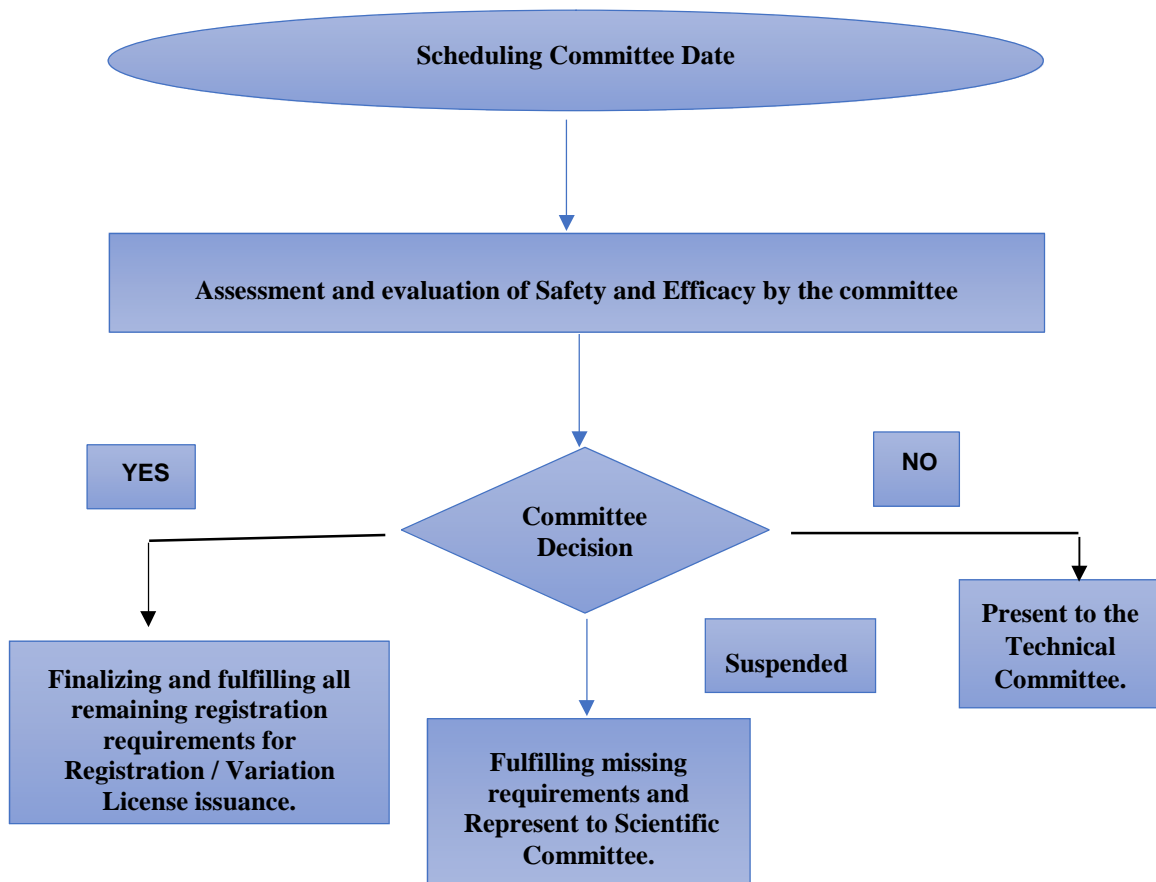 Scheduling Committee Date
Assessment and evaluation of Safety and Efficacy by the committee
YES
NO
Committee
Decision
Present to the
Technical
Committee.
Suspended
Finalizing and fulfilling all
remaining registration
requirements for
Registration / Variation
License issuance.
Fulfilling missing
requirements and
Represent to Scientific
Committee.